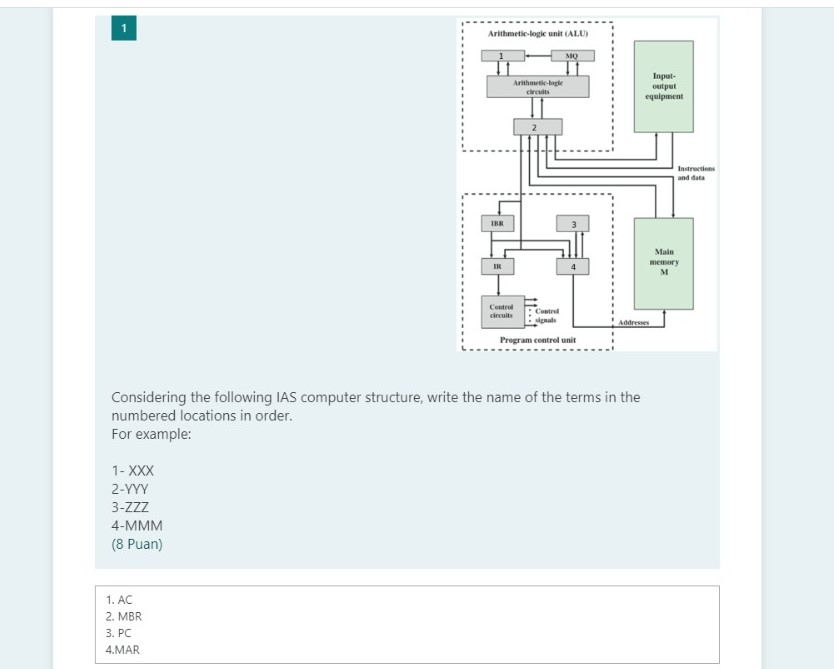 1
Arithmetic-logic unit (ALU)
1
MQ
Arithmetic-logic
circuits
Input-
output
equipment
2
Instructions
and data
IBR
3
IR
4
Main
memory
M
Control
circuits
Control
signals
Addresses
Program control unit
Considering the following IAS computer structure, write the name of the terms in the
numbered locations in order.
For example:
1- XXX
2-YYY
3-ZZZ
4-MMM
(8 Puan)
1. AC
2. MBR
3. PC
4.MAR